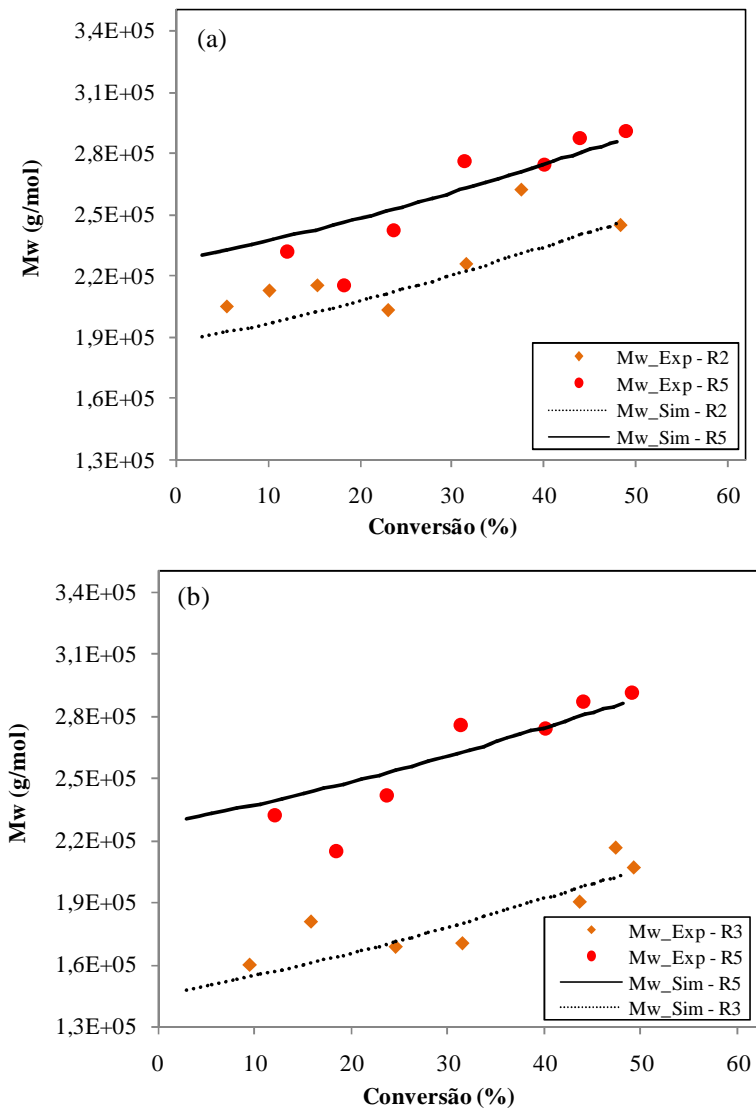 (a)
3,4E+05
3,1E+05
2,8E+05
2,5E+05
2,2E+05
1,9E+05
1,6E+05
1,3E+05
Mw (g/mol)
Mw_Exp - R2
Mw_Exp - R5
Mw_Sim - R2
Mw_Sim - R5
0 10 20 30 40 50 60
Conversão (%)
(b)
3,4E+05
3,1E+05
2,8E+05
2,5E+05
2,2E+05
1,9E+05
1,6E+05
1,3E+05
Mw (g/mol)
Mw_Exp - R3
Mw_Exp - R5
Mw_Sim - R5
Mw_Sim - R3
0 10 20 30 40 50 60
Conversão (%)